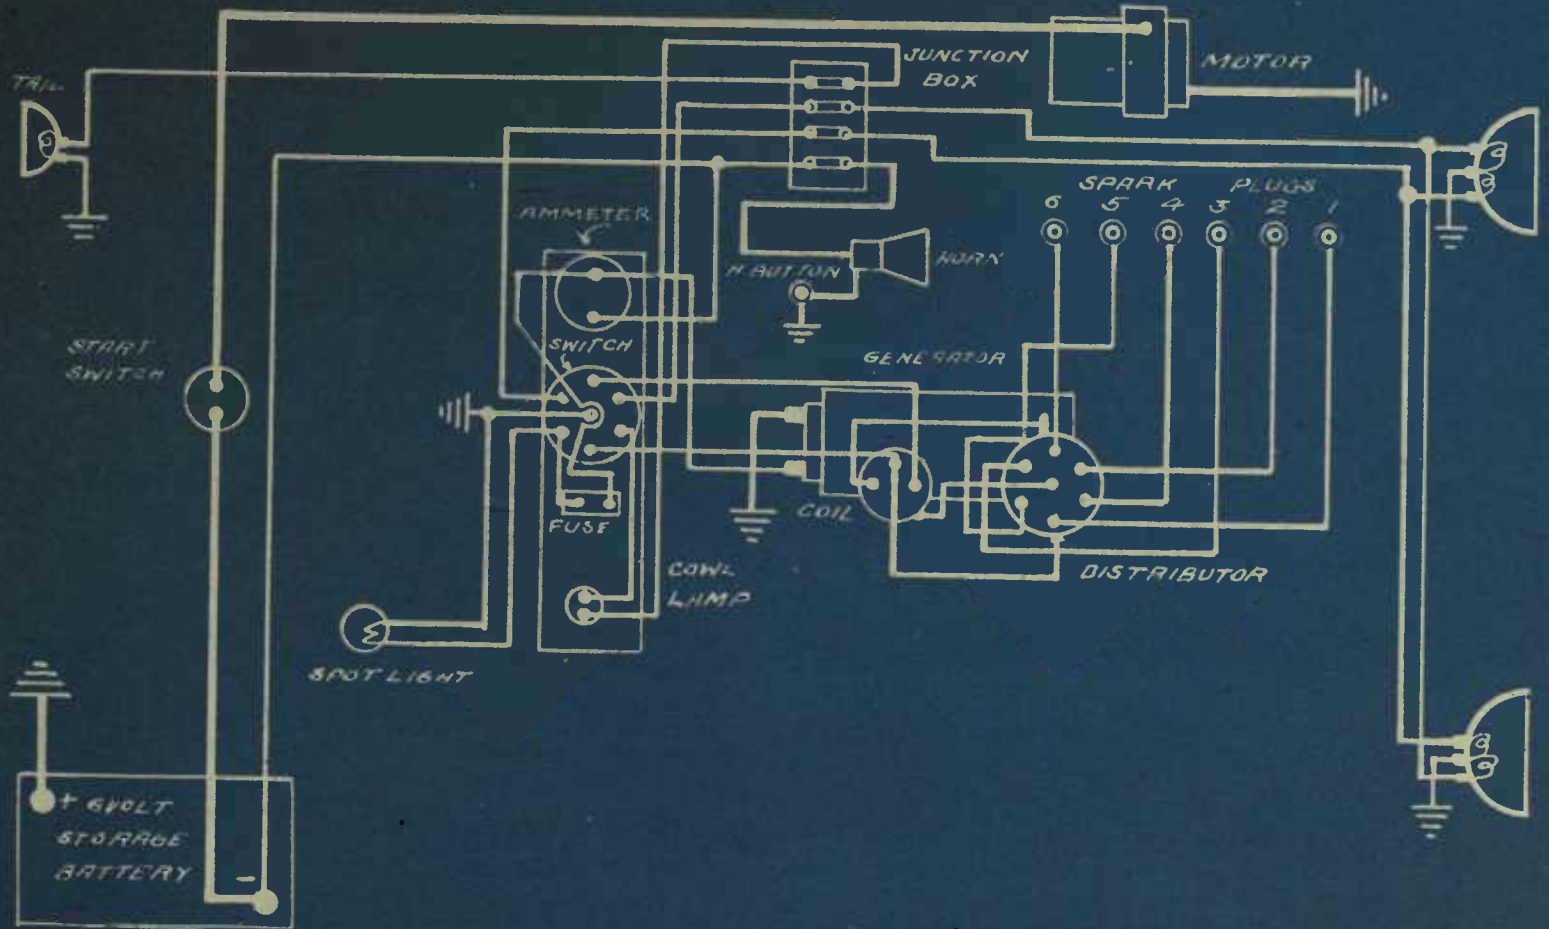 TAIL
JUNCTION
BOX
MOTOR
SPARK PLUGS
6 5 4 3 2 1
AMMETER
H. BUTTON
HORN
START
SWITCH
SWITCH
GENERATOR
FUSE
COIL
DISTRIBUTOR
COWL
LAMP
SPOT LIGHT
+ 6 VOLT
STORAGE
BATTERY -